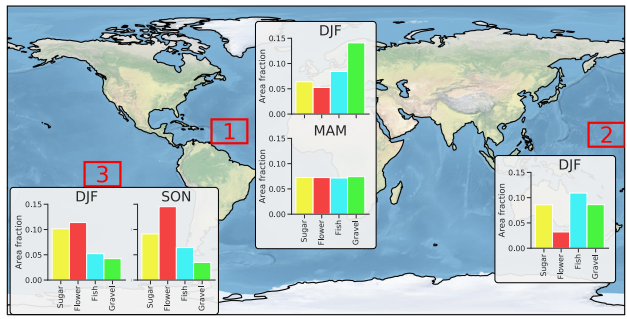 DJF
Area fraction
0.15
0.10
0.05
0.00
MAM
Area fraction
0.15
0.10
0.05
0.00
Sugar
Flower
Fish
Gravel
1
2
3
DJF
SON
Area fraction
0.15
0.10
0.05
0.00
Sugar
Flower
Fish
Gravel
Sugar
Flower
Fish
Gravel
DJF
Area fraction
0.15
0.10
0.05
0.00
Sugar
Flower
Fish
Gravel